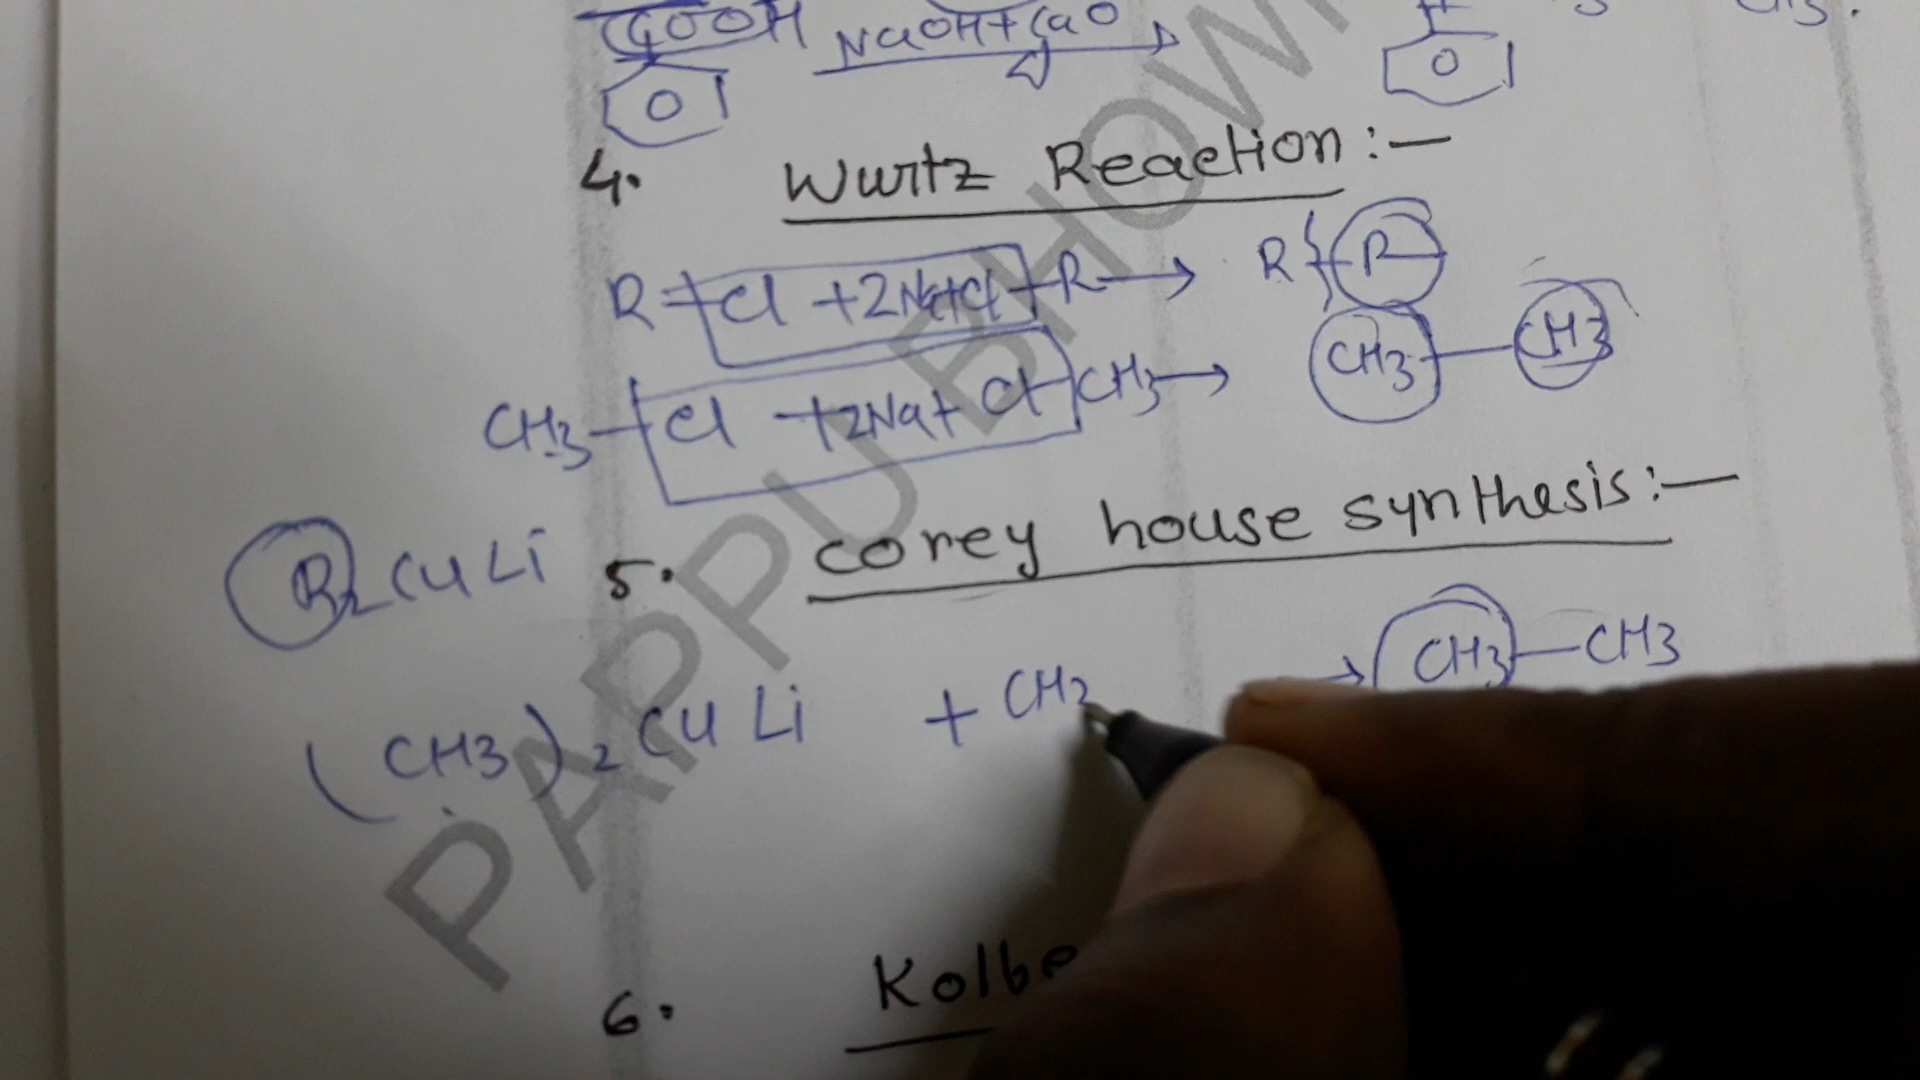 COOH NaOH+CaO
4. Wurtz Reaction:-
R-Cl +2Na+Cl-R → R-R
CH3-Cl +2Na+Cl-CH3 → CH3-CH3
5. corey house synthesis:-
R2CuLi
(CH3)2CuLi + CH3 → CH3-CH3
6. Kolbe
PAPPU BHOW